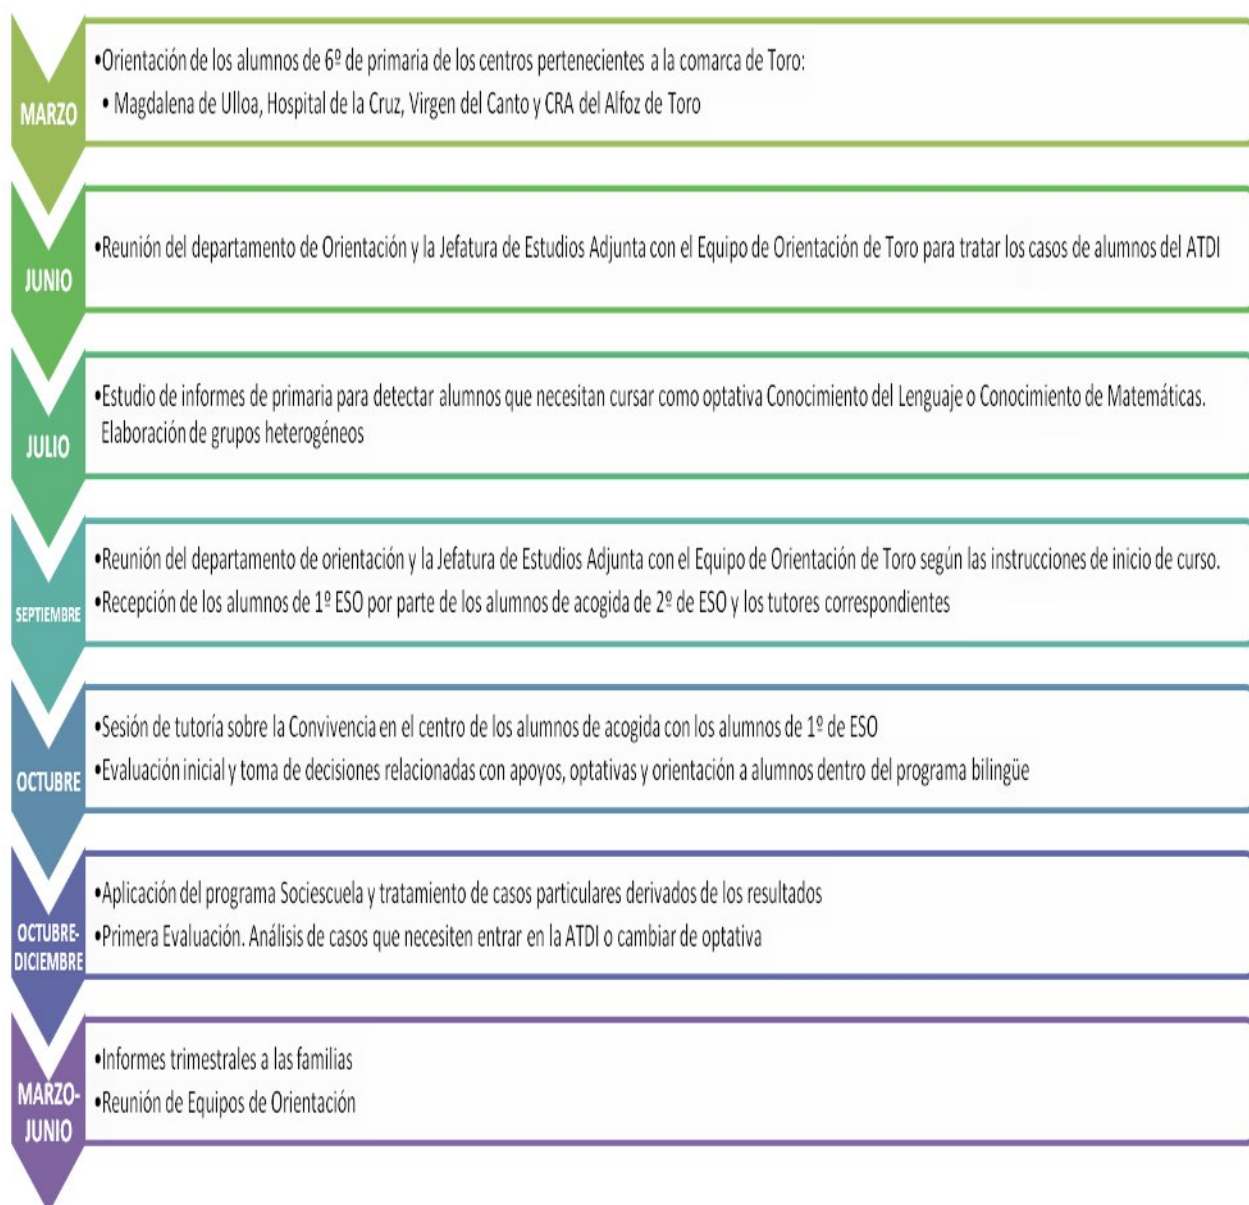 MARZO
•Orientación de los alumnos de 6º de primaria de los centros pertenecientes a la comarca de Toro:
• Magdalena de Ulloa, Hospital de la Cruz, Virgen del Canto y CRA del Alfoz de Toro
JUNIO
•Reunión del departamento de Orientación y la Jefatura de Estudios Adjunta con el Equipo de Orientación de Toro para tratar los casos de alumnos del ATDI
JULIO
•Estudio de informes de primaria para detectar alumnos que necesitan cursar como optativa Conocimiento del Lenguaje o Conocimiento de Matemáticas.
Elaboración de grupos heterogéneos
SEPTIEMBRE
•Reunión del departamento de orientación y la Jefatura de Estudios Adjunta con el Equipo de Orientación de Toro según las instrucciones de inicio de curso.
•Recepción de los alumnos de 1º ESO por parte de los alumnos de acogida de 2º de ESO y los tutores correspondientes
OCTUBRE
•Sesión de tutoría sobre la Convivencia en el centro de los alumnos de acogida con los alumnos de 1º de ESO
•Evaluación inicial y toma de decisiones relacionadas con apoyos, optativas y orientación a alumnos dentro del programa bilingüe
OCTUBRE-
DICIEMBRE
•Aplicación del programa Sociescuela y tratamiento de casos particulares derivados de los resultados
•Primera Evaluación. Análisis de casos que necesiten entrar en la ATDI o cambiar de optativa
MARZO-
JUNIO
•Informes trimestrales a las familias
•Reunión de Equipos de Orientación